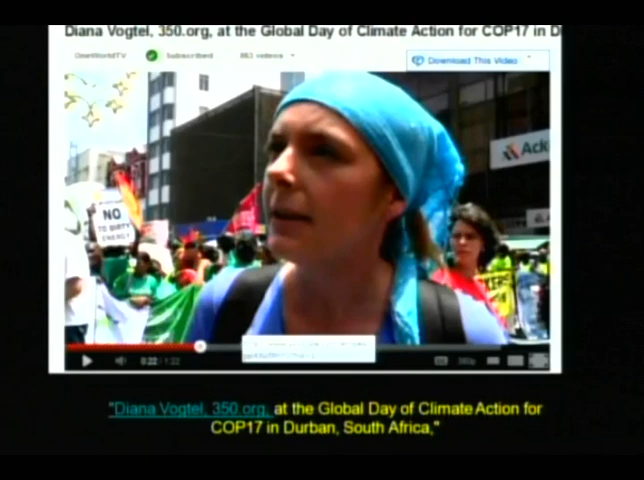 Diana Vogtel, 350.org, at the Global Day of Climate Action for COP17 in D
OneWorldTV Subscribed 863 videos
Download This Video
Ack
NO
TO DIRTY
ENERGY
0:22 / 1:22
360p
"Diana Vogtel, 350.org, at the Global Day of Climate Action for
COP17 in Durban, South Africa,"